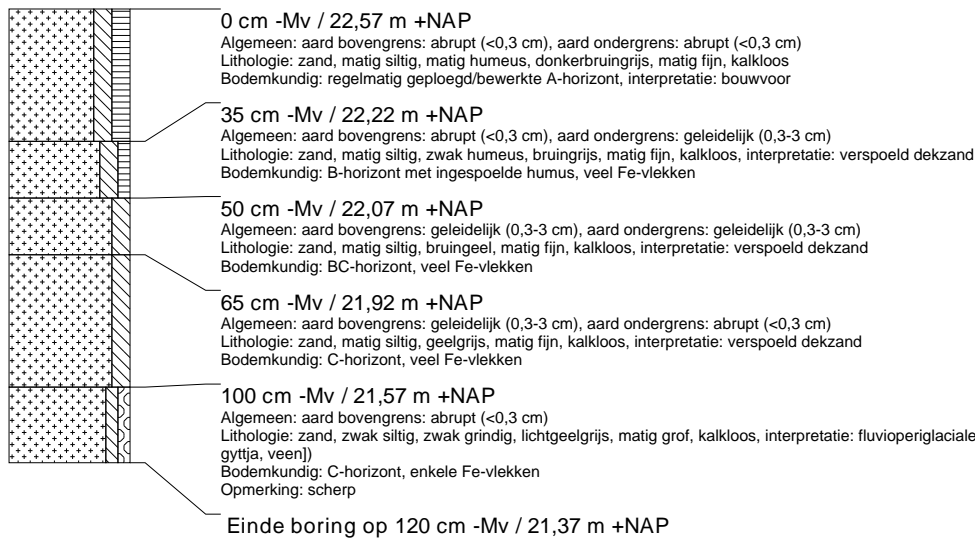 0 cm -Mv / 22,57 m +NAP
Algemeen: aard bovengrens: abrupt (<0,3 cm), aard ondergrens: abrupt (<0,3 cm)
Lithologie: zand, matig siltig, matig humeus, donkerbruingrijs, matig fijn, kalkloos
Bodemkundig: regelmatig geploegd/bewerkte A-horizont, interpretatie: bouwvoor
35 cm -Mv / 22,22 m +NAP
Algemeen: aard bovengrens: abrupt (<0,3 cm), aard ondergrens: geleidelijk (0,3-3 cm)
Lithologie: zand, matig siltig, zwak humeus, bruingrijs, matig fijn, kalkloos, interpretatie: verspoeld dekzand
Bodemkundig: B-horizont met ingespoelde humus, veel Fe-vlekken
50 cm -Mv / 22,07 m +NAP
Algemeen: aard bovengrens: geleidelijk (0,3-3 cm), aard ondergrens: geleidelijk (0,3-3 cm)
Lithologie: zand, matig siltig, bruingeel, matig fijn, kalkloos, interpretatie: verspoeld dekzand
Bodemkundig: BC-horizont, veel Fe-vlekken
65 cm -Mv / 21,92 m +NAP
Algemeen: aard bovengrens: geleidelijk (0,3-3 cm), aard ondergrens: abrupt (<0,3 cm)
Lithologie: zand, matig siltig, geelgrijs, matig fijn, kalkloos, interpretatie: verspoeld dekzand
Bodemkundig: C-horizont, veel Fe-vlekken
100 cm -Mv / 21,57 m +NAP
Algemeen: aard bovengrens: abrupt (<0,3 cm)
Lithologie: zand, zwak siltig, zwak grindig, lichtgeelgrijs, matig grof, kalkloos, interpretatie: fluvioperiglaciale
gyttja, veen])
Bodemkundig: C-horizont, enkele Fe-vlekken
Opmerking: scherp
Einde boring op 120 cm -Mv / 21,37 m +NAP